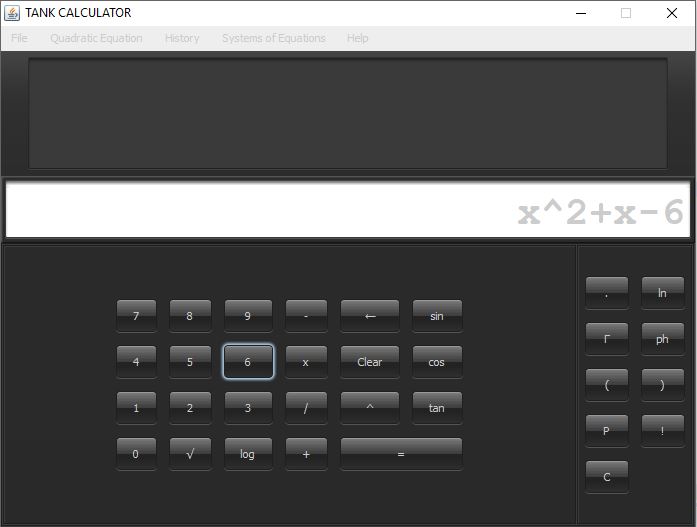 TANK CALCULATOR
File Quadratic Equation History Systems of Equations Help
x^2+x-6
7 8 9 - ← sin
4 5 6 x Clear cos
1 2 3 / ^ tan
0 √ log + =
. ln
Γ ph
( )
P !
C